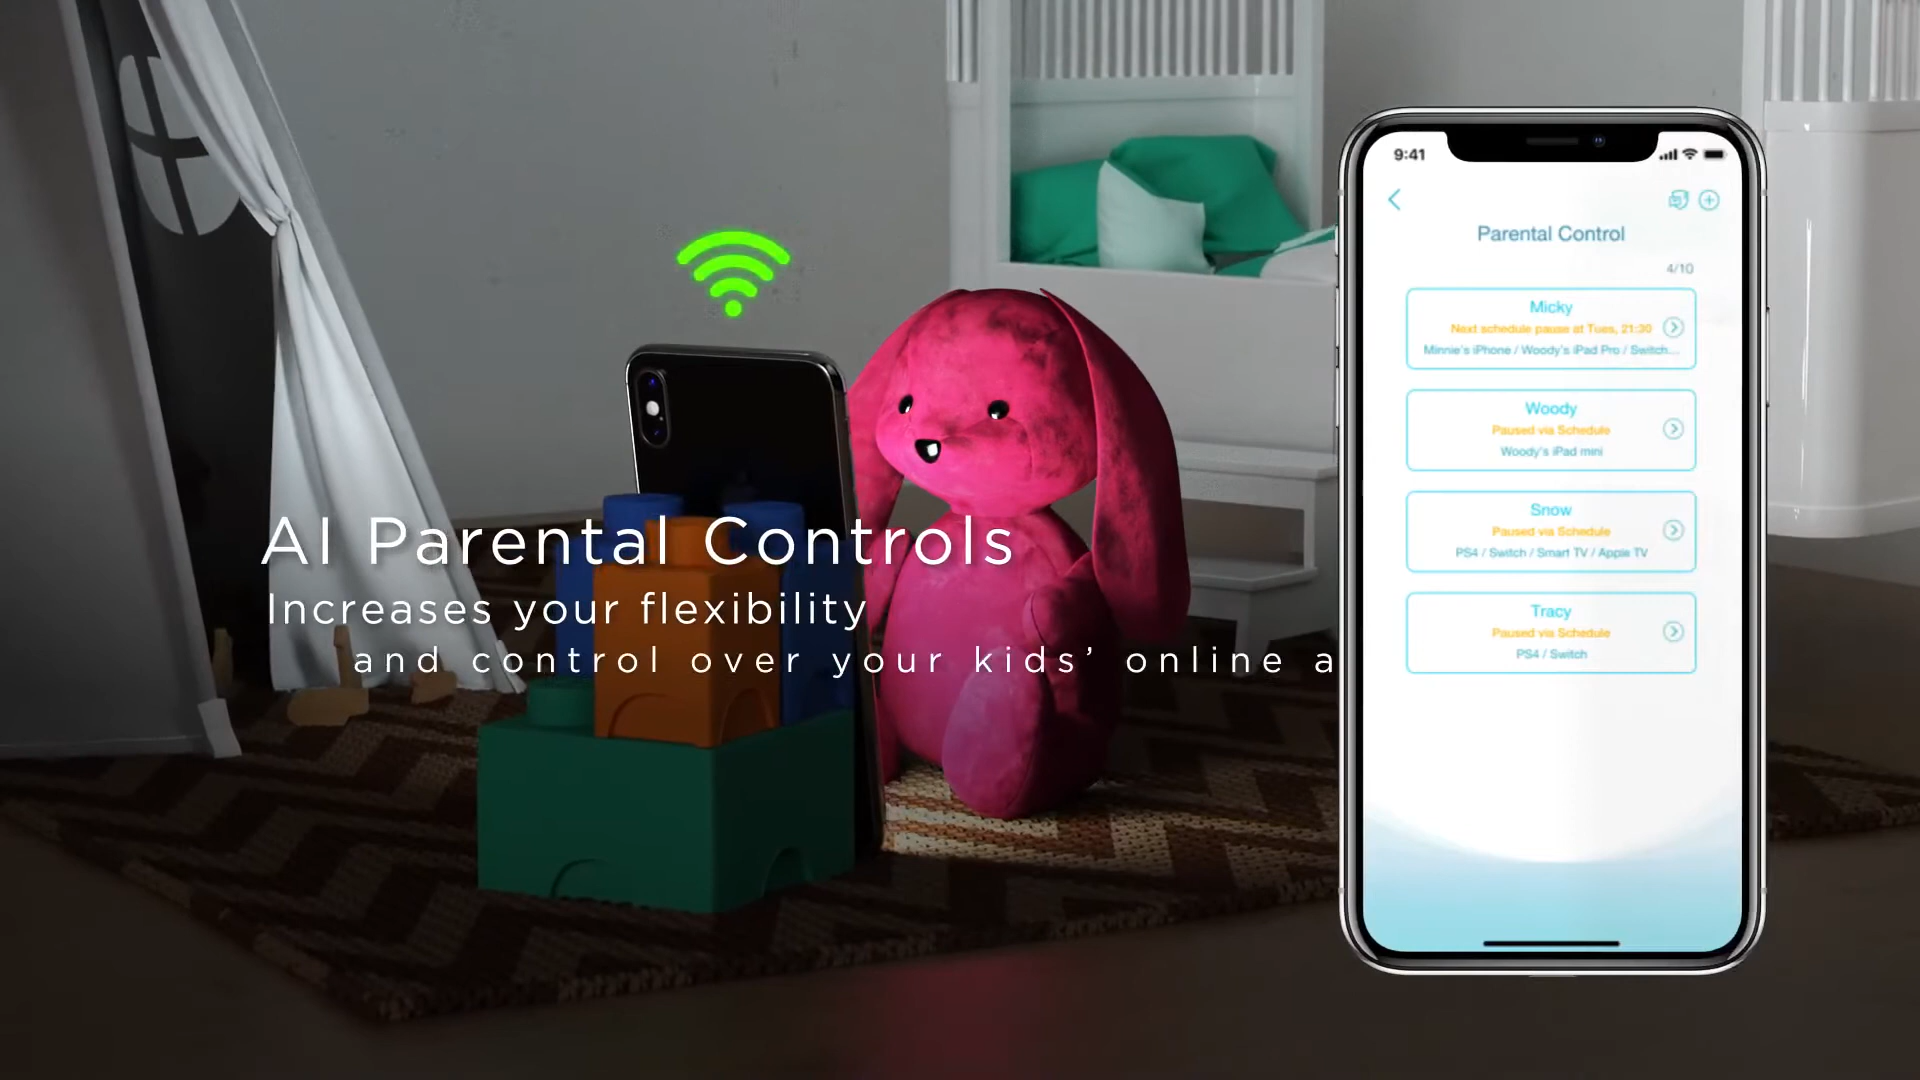 AI Parental Controls
Increases your flexibility
and control over your kids' online a
9:41
Parental Control
4/10
Micky
Next schedule pause at Tues, 21:30
Minnie's iPhone / Woody's iPad Pro / Switch...
Woody
Paused via Schedule
Woody's iPad mini
Snow
Paused via Schedule
PS4 / Switch / Smart TV / Apple TV
Tracy
Paused via Schedule
PS4 / Switch